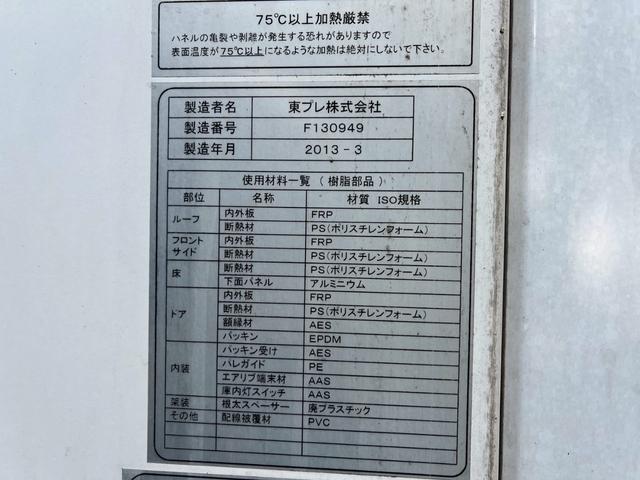 75℃以上加熱厳禁
パネルの亀裂や剥離が発生する恐れがありますので
表面温度が75℃以上になるような加熱は絶対にしないで下さい。
製造者名 東プレ株式会社
製造番号 F130949
製造年月 2013-3
使用材料一覧(樹脂部品)
部位 名称 材質 ISO規格
ルーフ 内外板 FRP
断熱材 PS(ポリスチレンフォーム)
フロント サイド 内外板 FRP
断熱材 PS(ポリスチレンフォーム)
床 断熱材 PS(ポリスチレンフォーム)
下面パネル アルミニウム
ドア 内外板 FRP
断熱材 PS(ポリスチレンフォーム)
額縁材 AES
パッキン EPDM
内装 パッキン受け AES
バレガイド PE
エアリブ端末材 AAS
庫内灯スイッチ AAS
架装 根太スペーサー 廃プラスチック
その他 配線被覆材 PVC